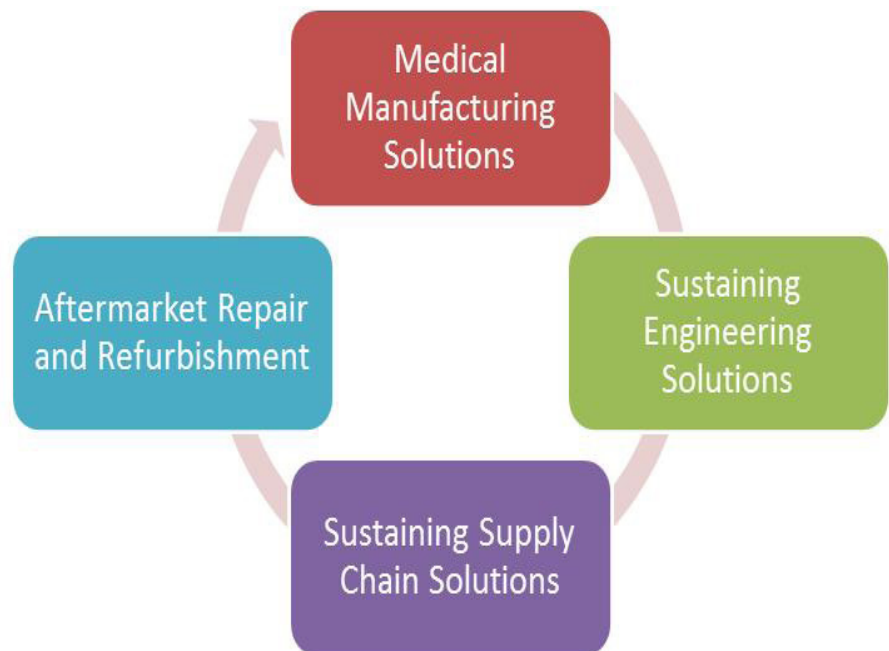 Medical
Manufacturing
Solutions
Sustaining
Engineering
Solutions
Sustaining Supply
Chain Solutions
Aftermarket Repair
and Refurbishment